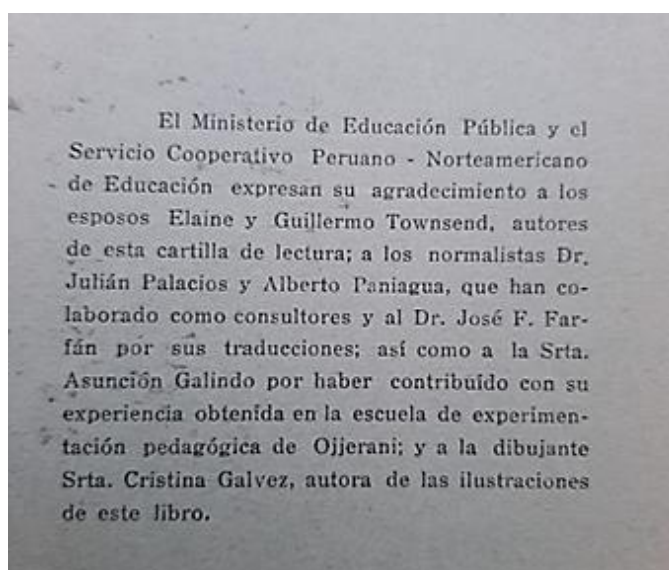 El Ministerio de Educación Pública y el
Servicio Cooperativo Peruano - Norteamericano
de Educación expresan su agradecimiento a los
esposos Elaine y Guillermo Townsend, autores
de esta cartilla de lectura; a los normalistas Dr.
Julián Palacios y Alberto Paniagua, que han co-
laborado como consultores y al Dr. José F. Far-
fán por sus traducciones; así como a la Srta.
Asunción Galindo por haber contribuído con su
experiencia obtenida en la escuela de experimen-
tación pedagógica de Ojjerani; y a la dibujante
Srta. Cristina Galvez, autora de las ilustraciones
de este libro.